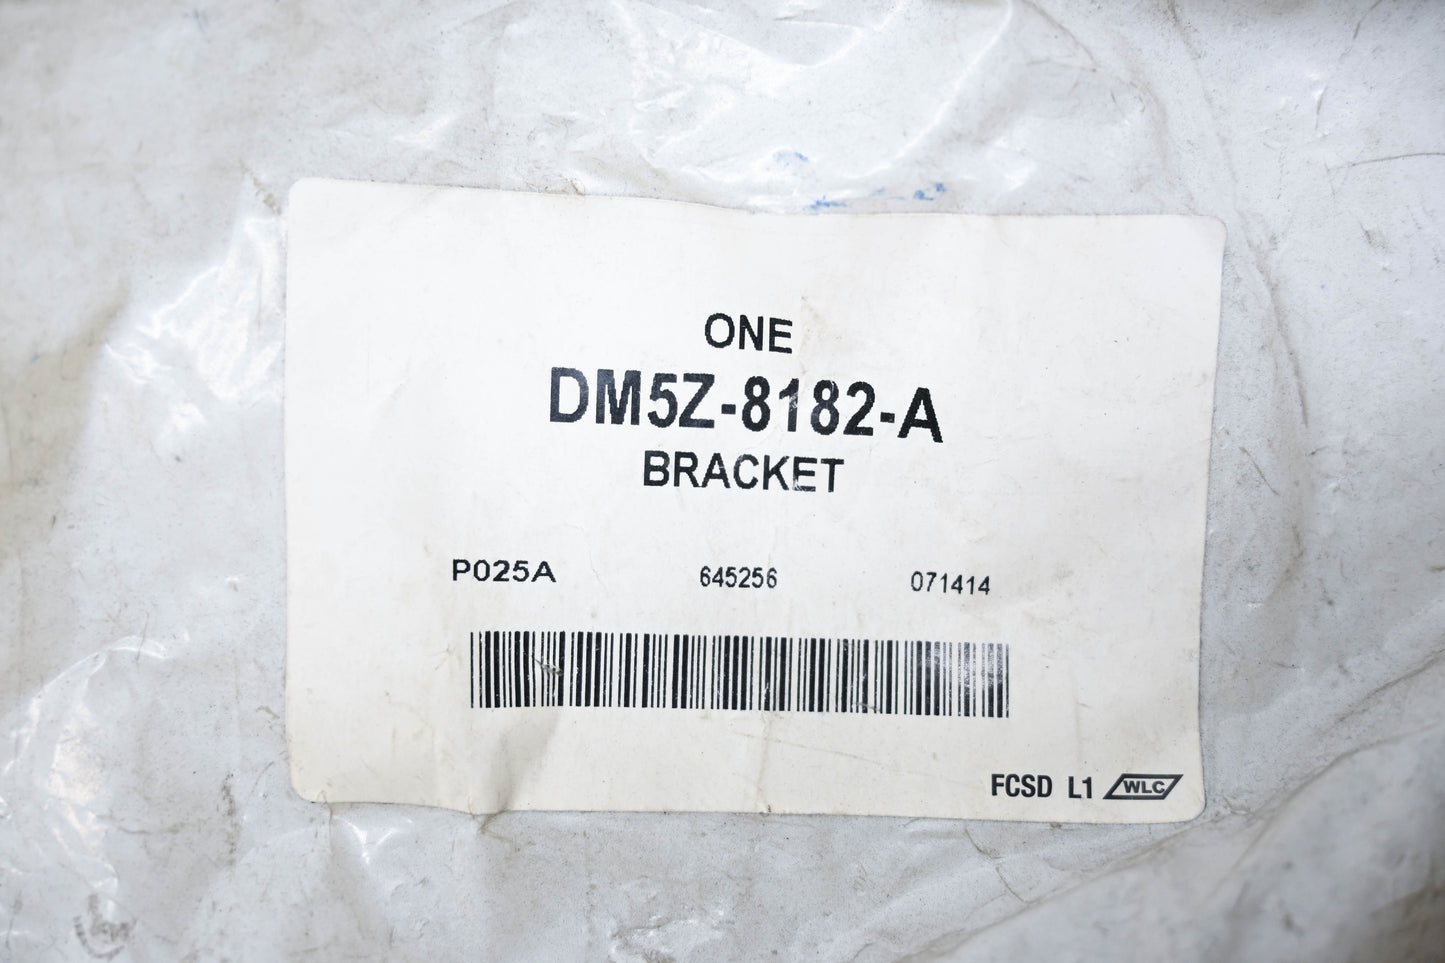 ONE
DM5Z-8182-A
BRACKET
P025A 645256 071414
FCSD L1 WLC